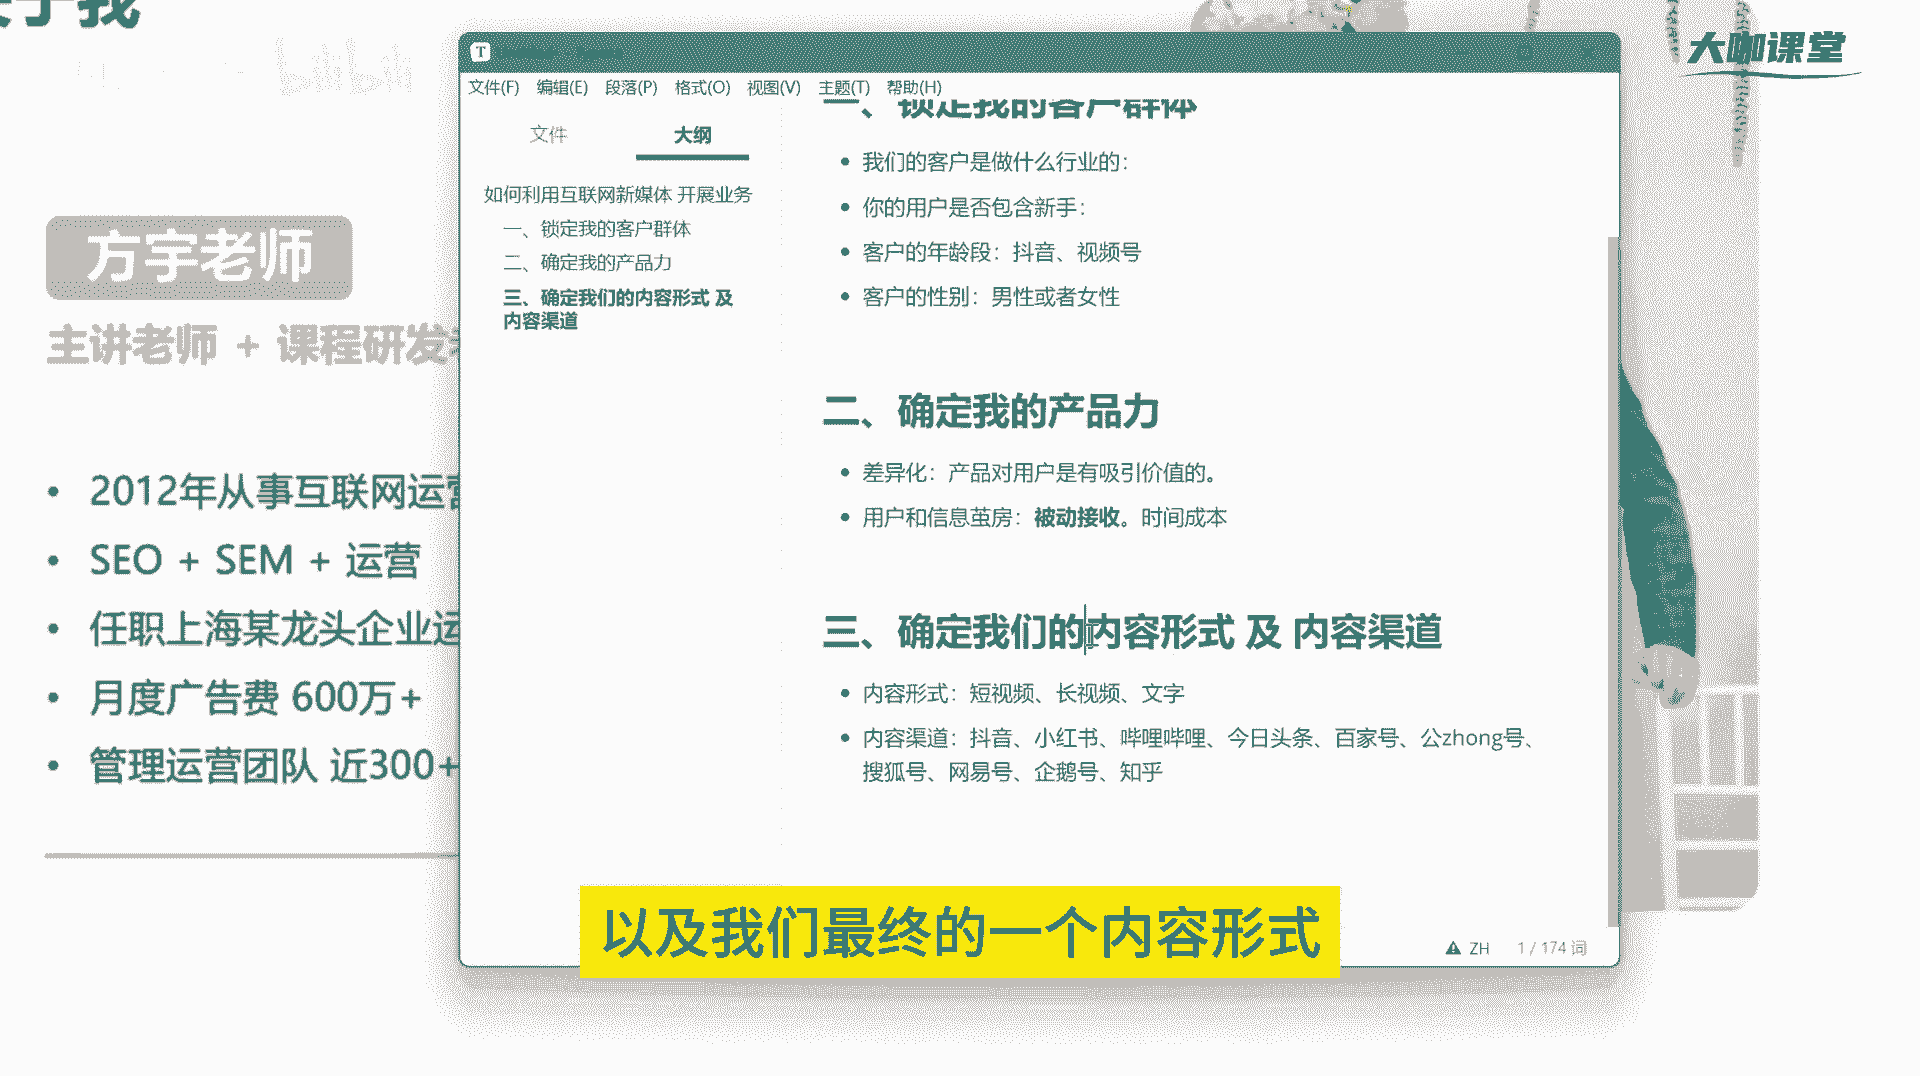 于我
bilibili
大咖课堂
方宇老师
主讲老师 + 课程研发
2012年从事互联网运营
SEO + SEM + 运营
任职上海某龙头企业运
月度广告费 600万+
管理运营团队 近300+
T
文件(F) 编辑(E) 段落(P) 格式(O) 视图(V) 主题(T) 帮助(H)
文件 大纲
如何利用互联网新媒体 开展业务
一、锁定我的客户群体
二、确定我的产品力
三、确定我们的内容形式 及
内容渠道
一、锁定我的客户群体
我们的客户是做什么行业的：
你的用户是否包含新手：
客户的年龄段：抖音、视频号
客户的性别：男性或者女性
二、确定我的产品力
差异化：产品对用户是有吸引价值的。
用户和信息茧房：被动接收。时间成本
三、确定我们的内容形式 及 内容渠道
内容形式：短视频、长视频、文字
内容渠道：抖音、小红书、哔哩哔哩、今日头条、百家号、公zhong号、
搜狐号、网易号、企鹅号、知乎
ZH 1 / 174 词
以及我们最终的一个内容形式